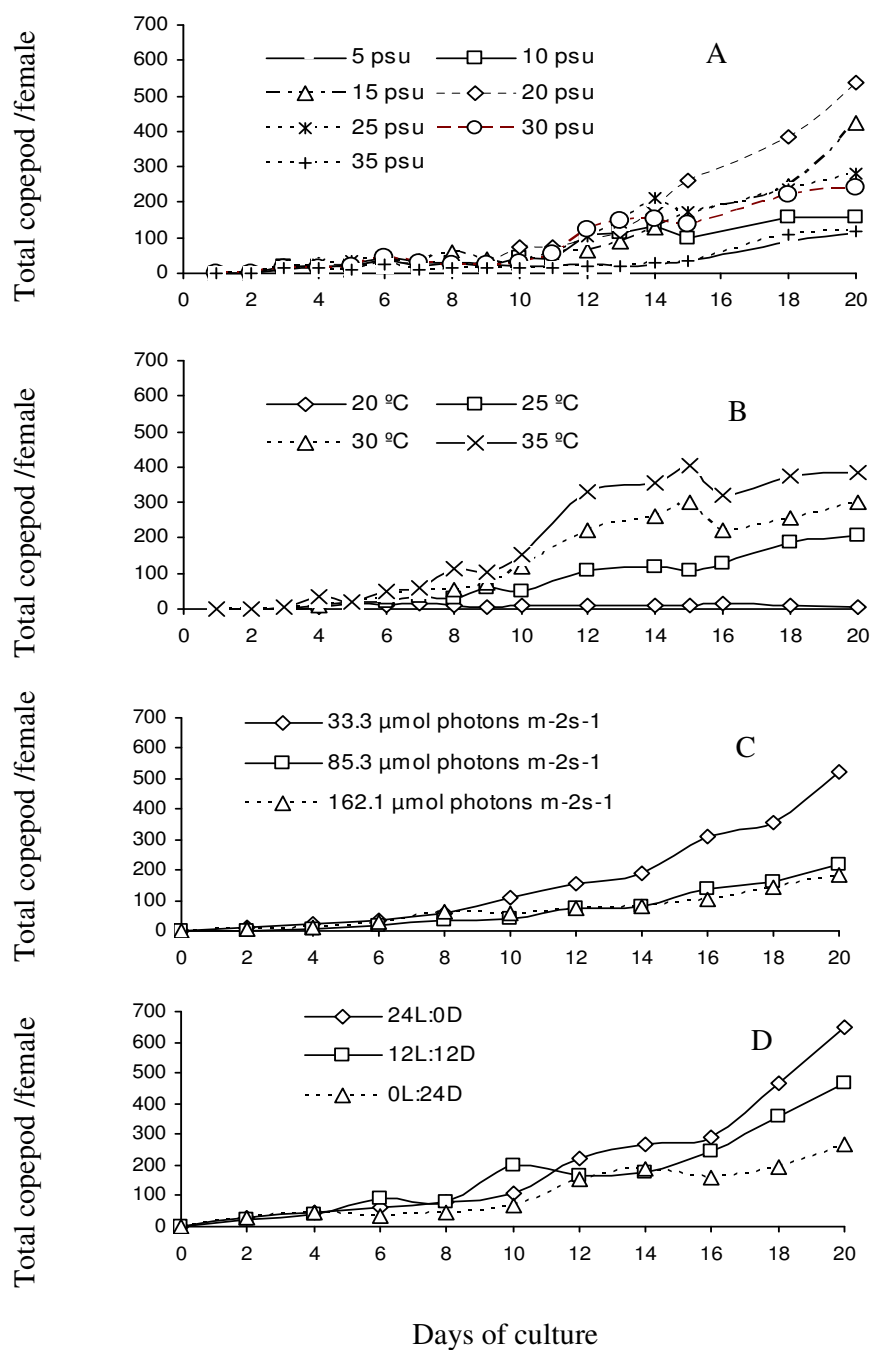 Total copepod /female
700
600
500
400
300
200
100
0
5 psu 10 psu
15 psu 20 psu
25 psu 30 psu
35 psu
A
0 2 4 6 8 10 12 14 16 18 20
Total copepod /female
700
600
500
400
300
200
100
0
20 ºC 25 ºC
30 ºC 35 ºC
B
0 2 4 6 8 10 12 14 16 18 20
Total copepod /female
700
600
500
400
300
200
100
0
33.3 µmol photons m-2s-1
85.3 µmol photons m-2s-1
162.1 µmol photons m-2s-1
C
0 2 4 6 8 10 12 14 16 18 20
Total copepod /female
700
600
500
400
300
200
100
0
24L:0D
12L:12D
0L:24D
D
0 2 4 6 8 10 12 14 16 18 20
Days of culture